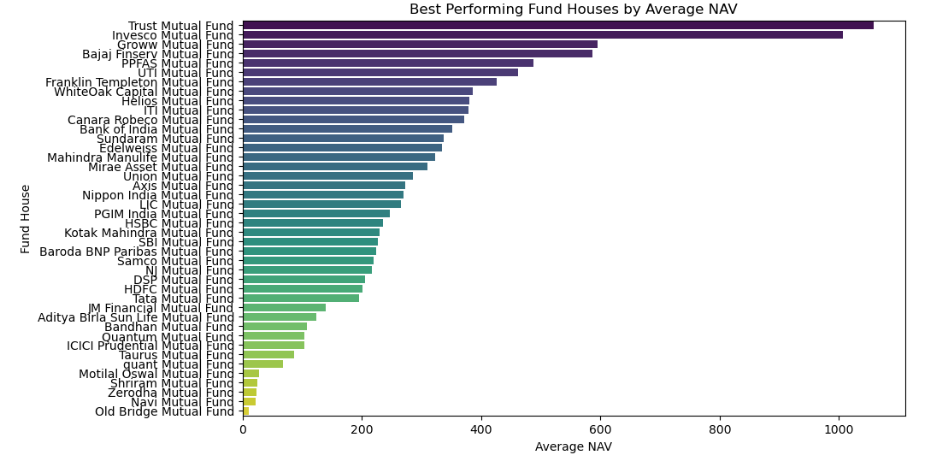 Best Performing Fund Houses by Average NAV
Trust Mutual Fund
Invesco Mutual Fund
Groww Mutual Fund
Bajaj Finserv Mutual Fund
PPFAS Mutual Fund
UTI Mutual Fund
Franklin Templeton Mutual Fund
WhiteOak Capital Mutual Fund
Helios Mutual Fund
ITI Mutual Fund
Canara Robeco Mutual Fund
Bank of India Mutual Fund
Sundaram Mutual Fund
Edelweiss Mutual Fund
Mahindra Manulife Mutual Fund
Mirae Asset Mutual Fund
Union Mutual Fund
Axis Mutual Fund
Nippon India Mutual Fund
LIC Mutual Fund
PGIM India Mutual Fund
HSBC Mutual Fund
Kotak Mahindra Mutual Fund
SBI Mutual Fund
Baroda BNP Paribas Mutual Fund
Samco Mutual Fund
NJ Mutual Fund
DSP Mutual Fund
HDFC Mutual Fund
Tata Mutual Fund
JM Financial Mutual Fund
Aditya Birla Sun Life Mutual Fund
Bandhan Mutual Fund
Quantum Mutual Fund
ICICI Prudential Mutual Fund
Taurus Mutual Fund
quant Mutual Fund
Motilal Oswal Mutual Fund
Shriram Mutual Fund
Zerodha Mutual Fund
Navi Mutual Fund
Old Bridge Mutual Fund
Fund House
0 200 400 600 800 1000
Average NAV